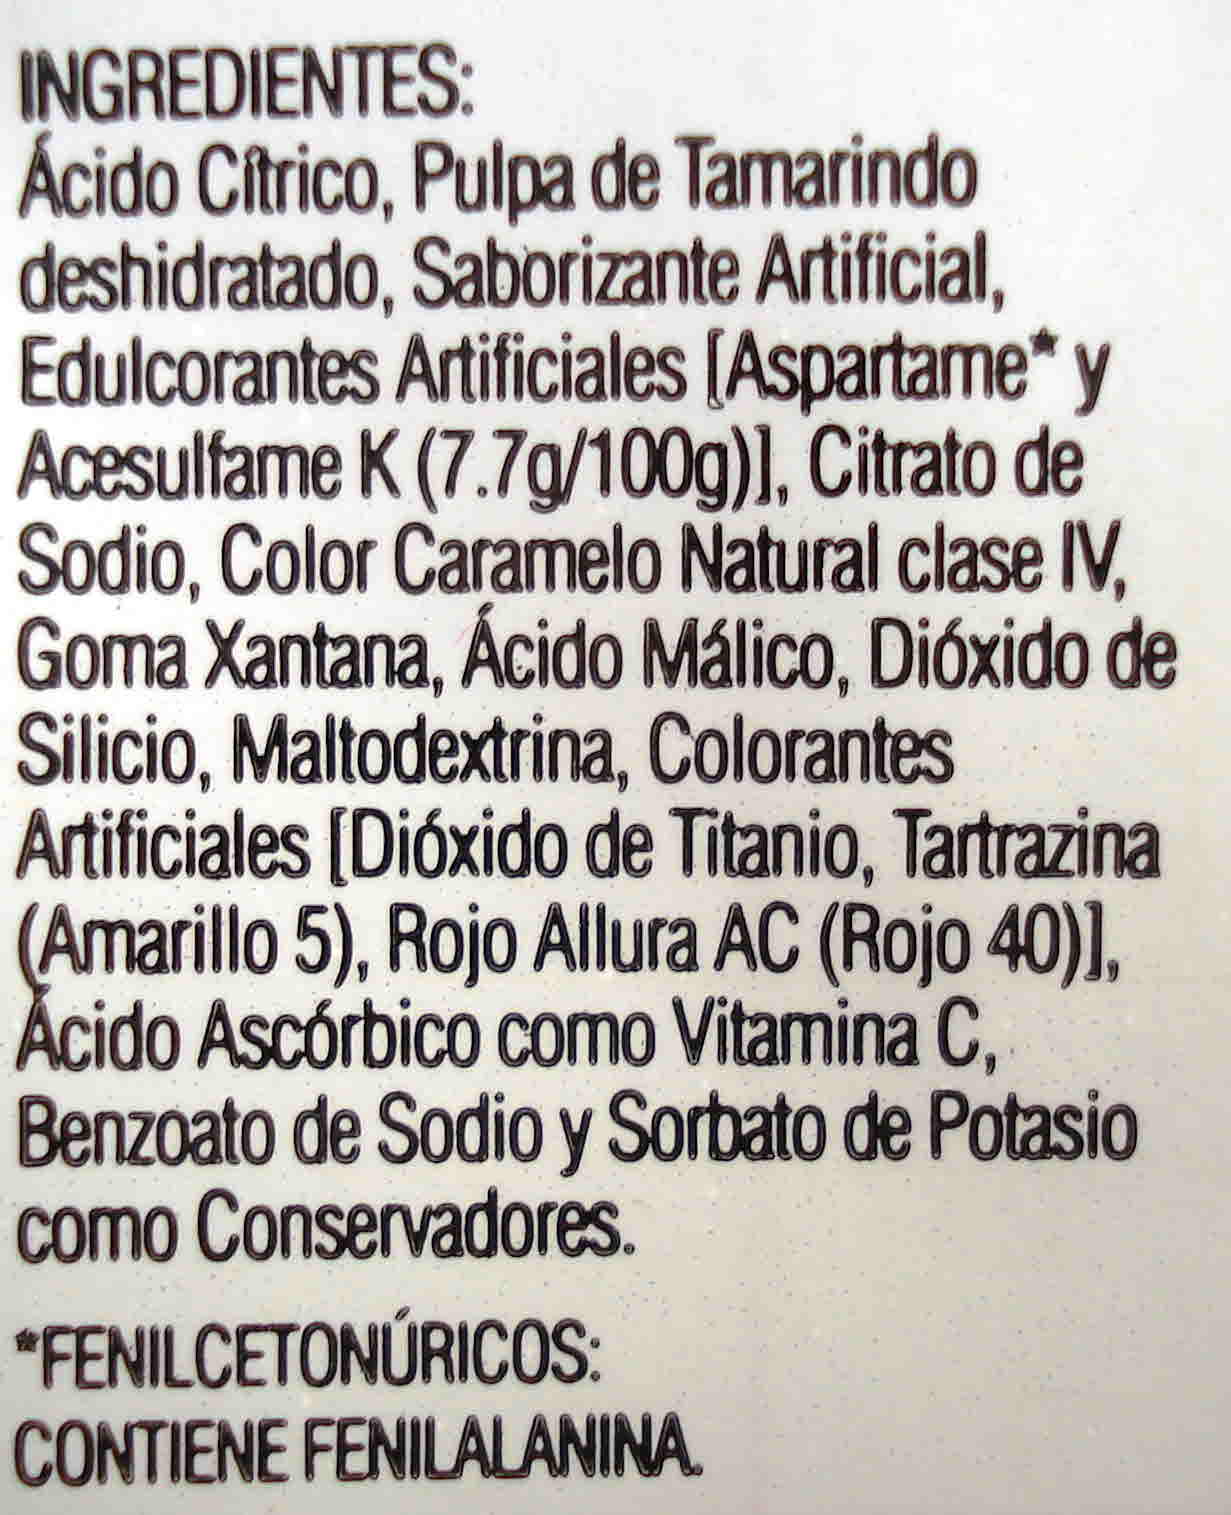 INGREDIENTES:
Ácido Cítrico, Pulpa de Tamarindo
deshidratado, Saborizante Artificial,
Edulcorantes Artificiales [Aspartame* y
Acesulfame K (7.7g/100g)], Citrato de
Sodio, Color Caramelo Natural clase IV,
Goma Xantana, Ácido Málico, Dióxido de
Silicio, Maltodextrina, Colorantes
Artificiales [Dióxido de Titanio, Tartrazina
(Amarillo 5), Rojo Allura AC (Rojo 40)],
Ácido Ascórbico como Vitamina C,
Benzoato de Sodio y Sorbato de Potasio
como Conservadores.
*FENILCETONÚRICOS:
CONTIENE FENILALANINA.